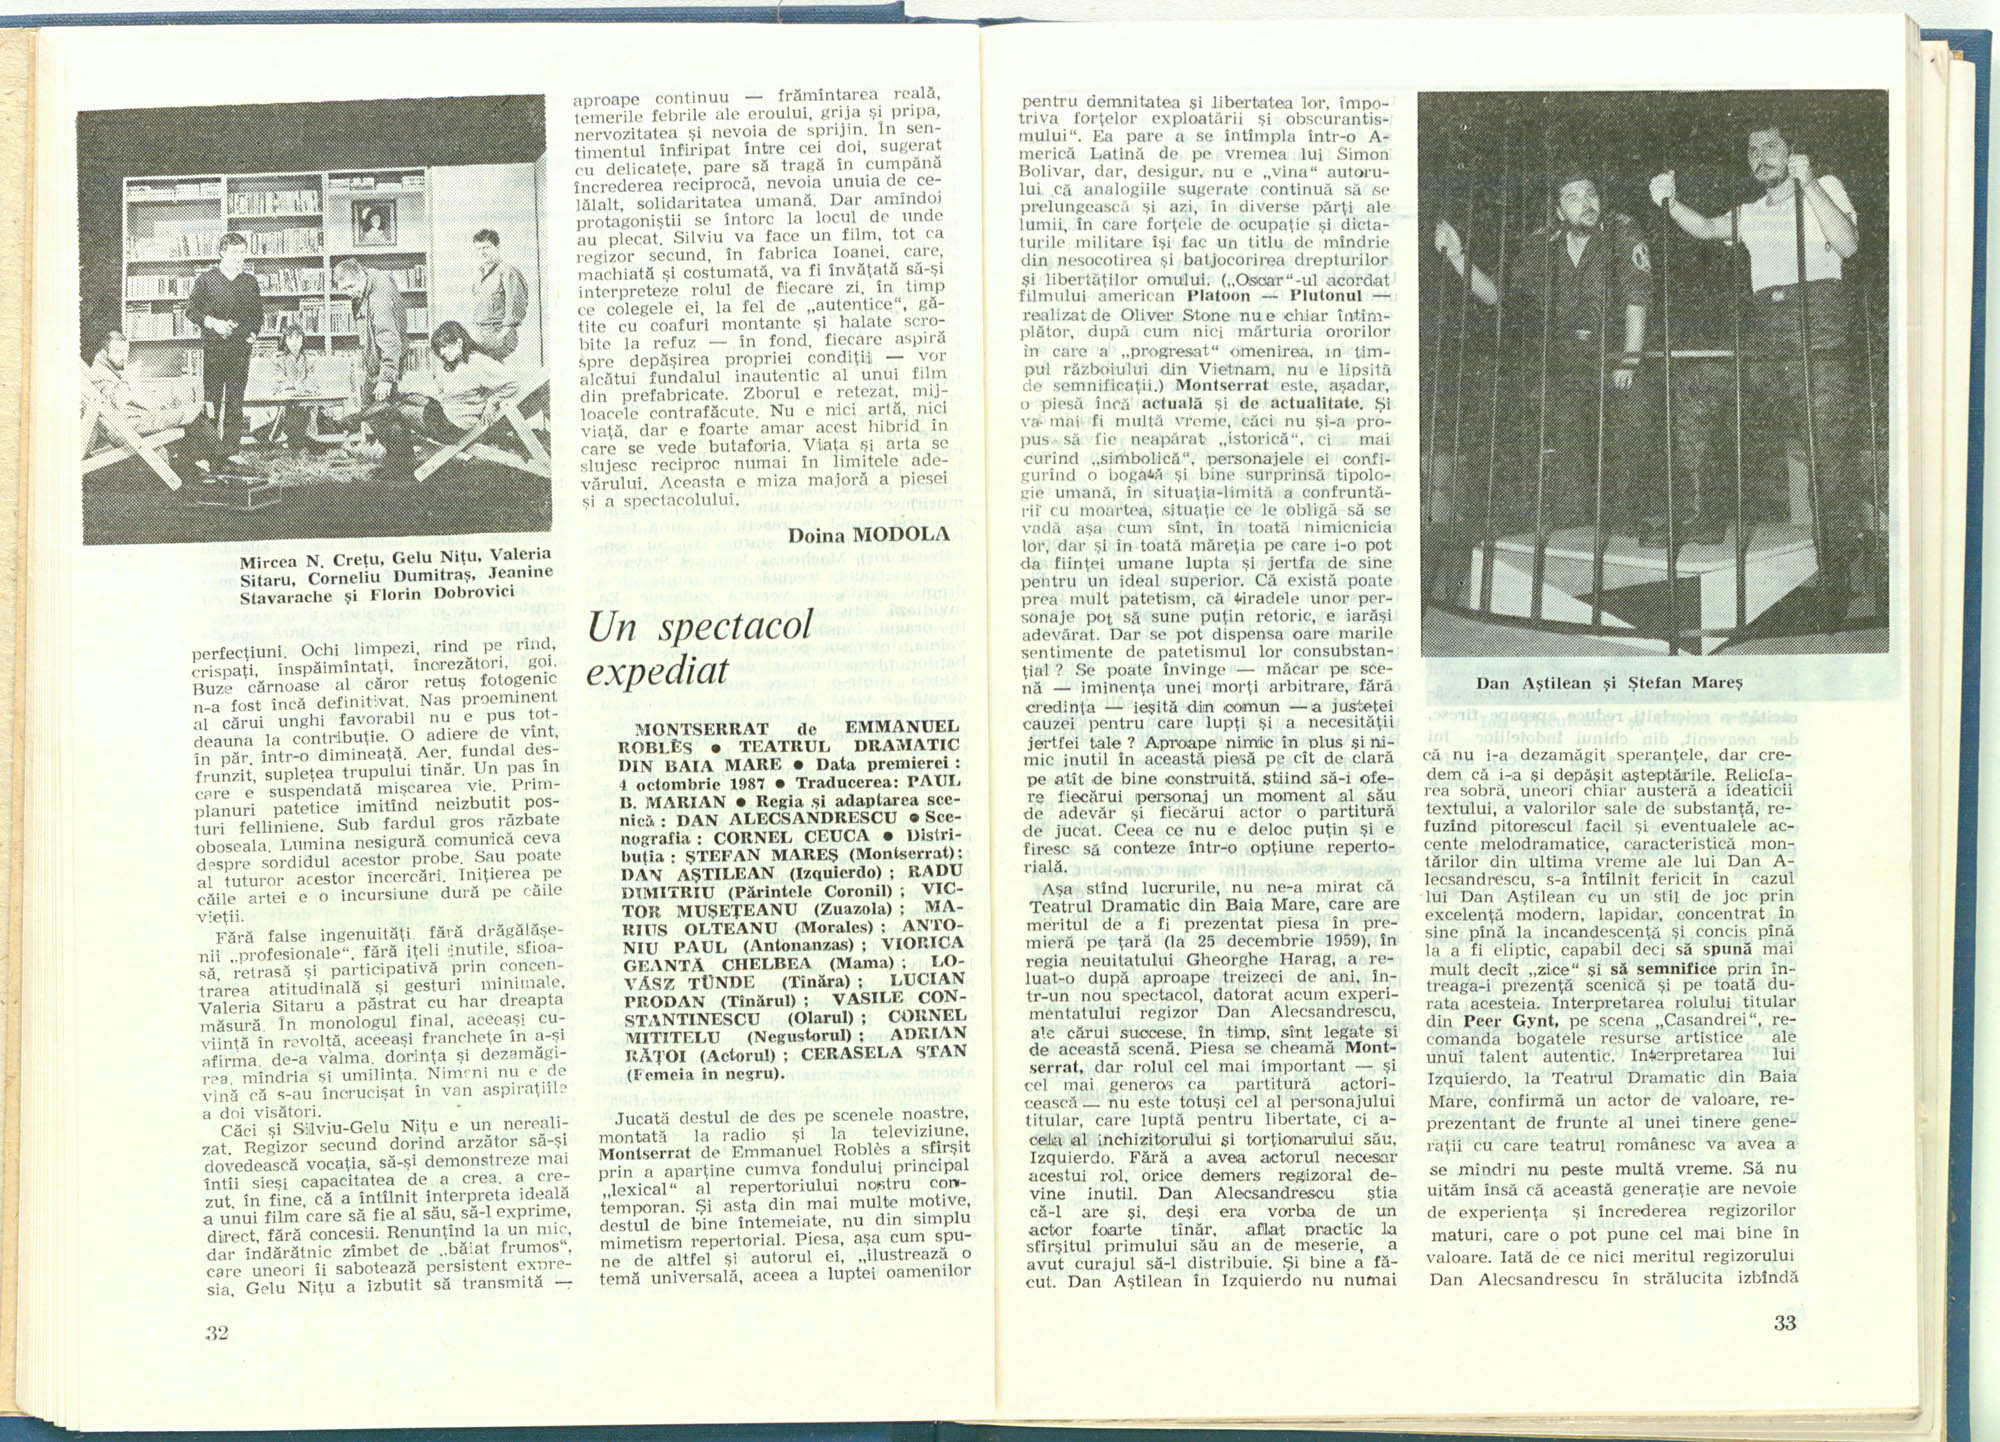 Mircea N. Crețu, Gelu Nițu, Valeria
Sitaru, Corneliu Dumitraș, Jeanine
Stavarache și Florin Dobrovici
perfecțiuni. Ochi limpezi, rînd pe rînd,
crispați, înspăimîntați, încrezători, goi.
Buze cărnoase al căror retuș fotogenic
n-a fost încă definitivat. Nas proeminent
al cărui unghi favorabil nu e pus tot-
deauna la contribuție. O adiere de vînt,
în păr, într-o dimineață. Aer, fundal des-
frunzit, suplețea trupului tînăr. Un pas în
care e suspendată mișcarea vie. Prim-
planuri patetice imitînd neizbutit pos-
turi felliniene. Sub fardul gros răzbate
oboseala. Lumina nesigură comunică ceva
despre sordidul acestor probe. Sau poate
al tuturor acestor încercări. Inițierea pe
căile artei e o incursiune dură pe căile
vieții.
Fără false ingenuități, fără drăgălășe-
nii „profesionale“, fără ițeli inutile, sfioa-
să, retrasă și participativă prin concen-
trarea atitudinală și gesturi minimale,
Valeria Sitaru a păstrat cu har dreapta
măsură. În monologul final, aceeași cu-
viință în revoltă, aceeași franchețe în a-și
afirma, de-a valma, dorința și dezamăgi-
rea, mîndria și umilința. Nimeni nu e de
vină că s-au încrucișat în van aspirațiile
a doi visători.
Căci și Silviu-Gelu Nițu e un nereali-
zat. Regizor secund dorind arzător să-și
dovedească vocația, să-și demonstreze mai
întîi sieși capacitatea de a crea, a cre-
zut, în fine, că a întîlnit interpreta ideală
a unui film care să fie al său, să-l exprime,
direct, fără concesii. Renunțînd la un mic,
dar îndărătnic zîmbet de „băiat frumos“,
care uneori îi sabotează persistent expre-
sia, Gelu Nițu a izbutit să transmită —
32
aproape continuu — frămîntarea reală,
temerile febrile ale eroului, grija și pripa,
nervozitatea și nevoia de sprijin. În sen-
timentul înfiripat între cei doi, sugerat
cu delicatețe, pare să tragă în cumpănă
încrederea reciprocă, nevoia unuia de ce-
lălalt, solidaritatea umană. Dar amîndoi
protagoniștii se întorc la locul de unde
au plecat. Silviu va face un film, tot ca
regizor secund, în fabrica Ioanei, care,
machiată și costumată, va fi învățată să-și
interpreteze rolul de fiecare zi, în timp
ce colegele ei, la fel de „autentice“, gă-
tite cu coafuri montante și halate scro-
bite la refuz — în fond, fiecare aspiră
spre depășirea propriei condiții — vor
alcătui fundalul inautentic al unui film
din prefabricate. Zborul e retezat, mij-
loacele contrafăcute. Nu e nici artă, nici
viață, dar e foarte amar acest hibrid în
care se vede butaforia. Viața și arta se
slujesc reciproc numai în limitele ade-
vărului. Aceasta e miza majoră a piesei
și a spectacolului.
Doina MODOLA
Un spectacol
expediat
MONTSERRAT de EMMANUEL
ROBLÈS ● TEATRUL DRAMATIC
DIN BAIA MARE ● Data premierei :
4 octombrie 1987 ● Traducerea: PAUL
B. MARIAN ● Regia și adaptarea sce-
nică : DAN ALECSANDRESCU ● Sce-
nografia : CORNEL CEUCA ● Distri-
buția : ȘTEFAN MAREȘ (Montserrat);
DAN AȘTILEAN (Izquierdo) ; RADU
DIMITRIU (Părintele Coronil) ; VIC-
TOR MUȘEȚEANU (Zuazola) ; MA-
RIUS OLTEANU (Morales) ; ANTO-
NIU PAUL (Antonanzas) ; VIORICA
GEANTĂ CHELBEA (Mama) ; LO-
VÁSZ TÜNDE (Tînăra) ; LUCIAN
PRODAN (Tînărul) ; VASILE CON-
STANTINESCU (Olarul) ; CORNEL
MITITELU (Negustorul) ; ADRIAN
RĂȚOI (Actorul) ; CERASELA STAN
(Femeia în negru).
Jucată destul de des pe scenele noastre,
montată la radio și la televiziune,
Montserrat de Emmanuel Roblès a sfîrșit
prin a aparține cumva fondului principal
„lexical“ al repertoriului nostru con-
temporan. Și asta din mai multe motive,
destul de bine întemeiate, nu din simplu
mimetism repertorial. Piesa, așa cum spu-
ne de altfel și autorul ei, „ilustrează o
temă universală, aceea a luptei oamenilor
pentru demnitatea și libertatea lor, împo-
triva forțelor exploatării și obscurantis-
mului“. Ea pare a se întîmpla într-o A-
merică Latină de pe vremea lui Simon
Bolivar, dar, desigur, nu e „vina“ autoru-
lui că analogiile sugerate continuă să se
prelungească și azi, în diverse părți ale
lumii, în care forțele de ocupație și dicta-
turile militare își fac un titlu de mîndrie
din nesocotirea și batjocorirea drepturilor
și libertăților omului. („Oscar“-ul acordat
filmului american Platoon — Plutonul —
realizat de Oliver Stone nu e chiar întîm-
plător, după cum nici mărturia ororilor
în care a „progresat“ omenirea, în tim-
pul războiului din Vietnam, nu e lipsită
de semnificații.) Montserrat este, așadar,
o piesă încă actuală și de actualitate. Și
va mai fi multă vreme, căci nu și-a pro-
pus să fie neapărat „istorică“, ci mai
curînd „simbolică“, personajele ei confi-
gurînd o bogată și bine surprinsă tipolo-
gie umană, în situația-limită a confruntă-
rii cu moartea, situație ce le obligă să se
vadă așa cum sînt, în toată nimicnicia
lor, dar și în toată măreția pe care i-o pot
da ființei umane lupta și jertfa de sine
pentru un ideal superior. Că există poate
prea mult patetism, că tiradele unor per-
sonaje pot să sune puțin retoric, e iarăși
adevărat. Dar se pot dispensa oare marile
sentimente de patetismul lor consubstan-
țial ? Se poate învinge — măcar pe sce-
nă — iminența unei morți arbitrare, fără
credința — ieșită din comun — a justeței
cauzei pentru care lupți și a necesității
jertfei tale ? Aproape nimic în plus și ni-
mic inutil în această piesă pe cît de clară
pe atît de bine construită, știind să-i ofe-
re fiecărui personaj un moment al său
de adevăr și fiecărui actor o partitură
de jucat. Ceea ce nu e deloc puțin și e
firesc să conteze într-o opțiune reperto-
rială.
Așa stînd lucrurile, nu ne-a mirat că
Teatrul Dramatic din Baia Mare, care are
meritul de a fi prezentat piesa în pre-
mieră pe țară (la 25 decembrie 1959), în
regia neuitatului Gheorghe Harag, a re-
luat-o după aproape treizeci de ani, în-
tr-un nou spectacol, datorat acum experi-
mentatului regizor Dan Alecsandrescu,
ale cărui succese, în timp, sînt legate și
de această scenă. Piesa se cheamă Mont-
serrat, dar rolul cel mai important — și
cel mai generos ca partitură actori-
cească — nu este totuși cel al personajului
titular, care luptă pentru libertate, ci a-
cela al inchizitorului și torționarului său,
Izquierdo. Fără a avea actorul necesar
acestui rol, orice demers regizoral de-
vine inutil. Dan Alecsandrescu știa
că-l are și, deși era vorba de un
actor foarte tînăr, aflat practic la
sfîrșitul primului său an de meserie, a
avut curajul să-l distribuie. Și bine a fă-
cut. Dan Aștilean în Izquierdo nu numai
Dan Aștilean și Ștefan Mareș
că nu i-a dezamăgit speranțele, dar cre-
dem că i-a și depășit așteptările. Reliefa-
rea sobră, uneori chiar austeră a ideaticii
textului, a valorilor sale de substanță, re-
fuzînd pitorescul facil și eventualele ac-
cente melodramatice, caracteristică mon-
tărilor din ultima vreme ale lui Dan A-
lecsandrescu, s-a întîlnit fericit în cazul
lui Dan Aștilean cu un stil de joc prin
excelență modern, lapidar, concentrat în
sine pînă la incandescență și concis pînă
la a fi eliptic, capabil deci să spună mai
mult decît „zice“ și să semnifice prin în-
treaga-i prezență scenică și pe toată du-
rata acesteia. Interpretarea rolului titular
din Peer Gynt, pe scena „Casandrei“, re-
comanda bogatele resurse artistice ale
unui talent autentic. Interpretarea lui
Izquierdo, la Teatrul Dramatic din Baia
Mare, confirmă un actor de valoare, re-
prezentant de frunte al unei tinere gene-
rații cu care teatrul românesc va avea a
se mîndri nu peste multă vreme. Să nu
uităm însă că această generație are nevoie
de experiența și încrederea regizorilor
maturi, care o pot pune cel mai bine în
valoare. Iată de ce nici meritul regizorului
Dan Alecsandrescu în strălucita izbîndă
33